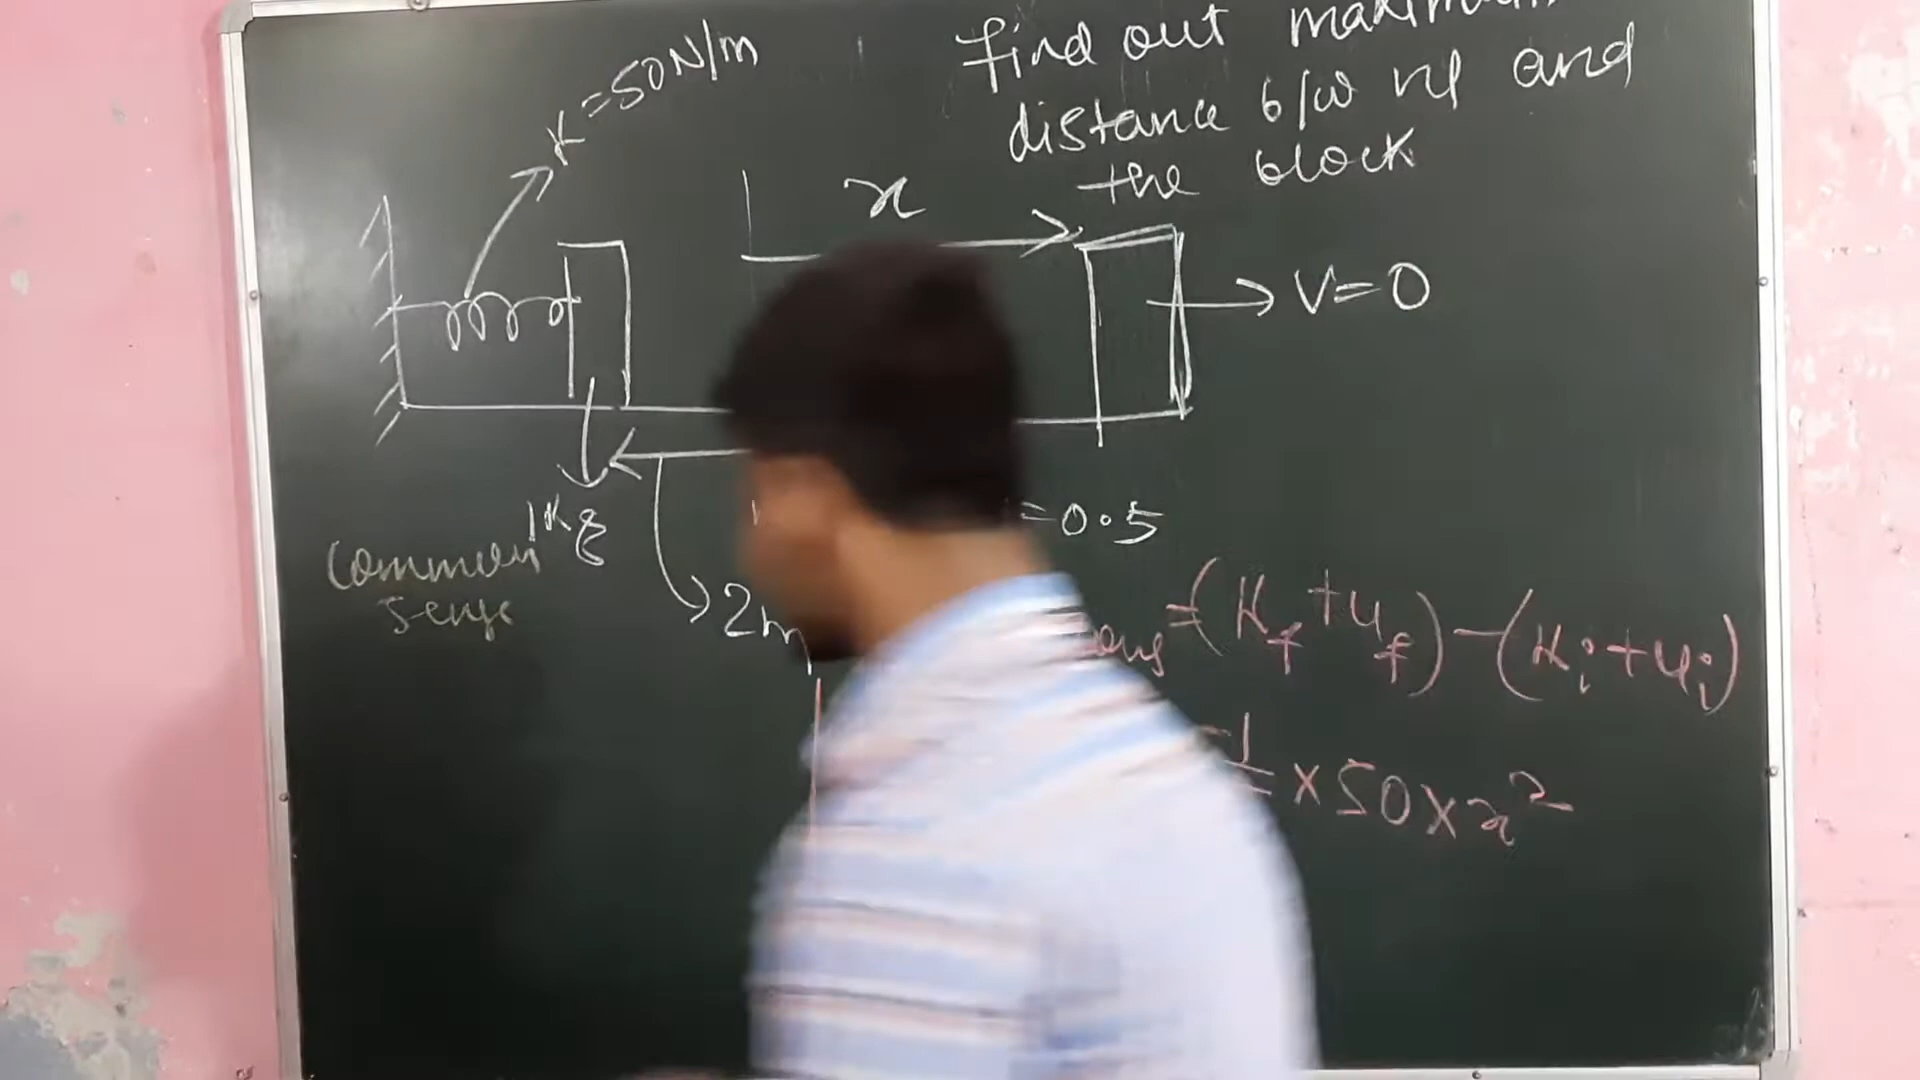 K=50N/m
find out maximum
distance b/w NL and
the block
x
V=0
1Kg
=0.5
common
sense
2m
=(Kf+uf)-(Ki+ui)
×50×x²